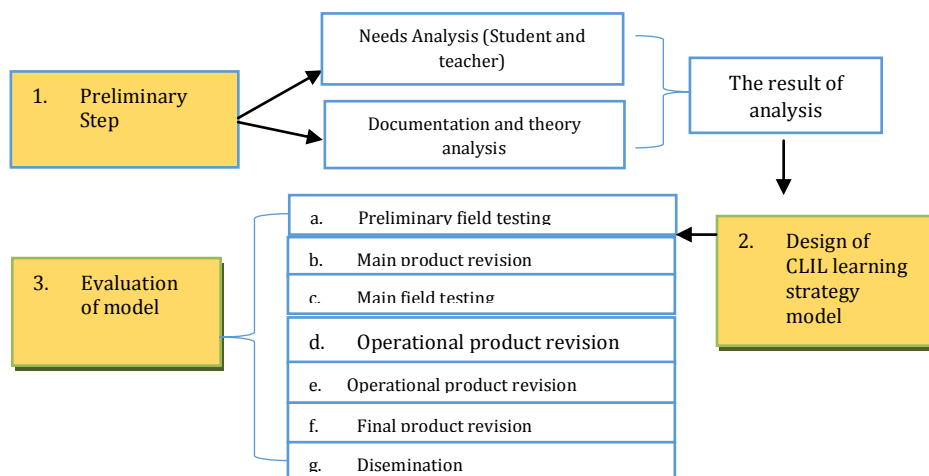 Needs Analysis (Student and
teacher)
1. Preliminary
Step
The result of
analysis
Documentation and theory
analysis
a. Preliminary field testing
2. Design of
CLIL learning
strategy
model
b. Main product revision
3. Evaluation
of model
c. Main field testing
d. Operational product revision
e. Operational product revision
f. Final product revision
g. Disemination